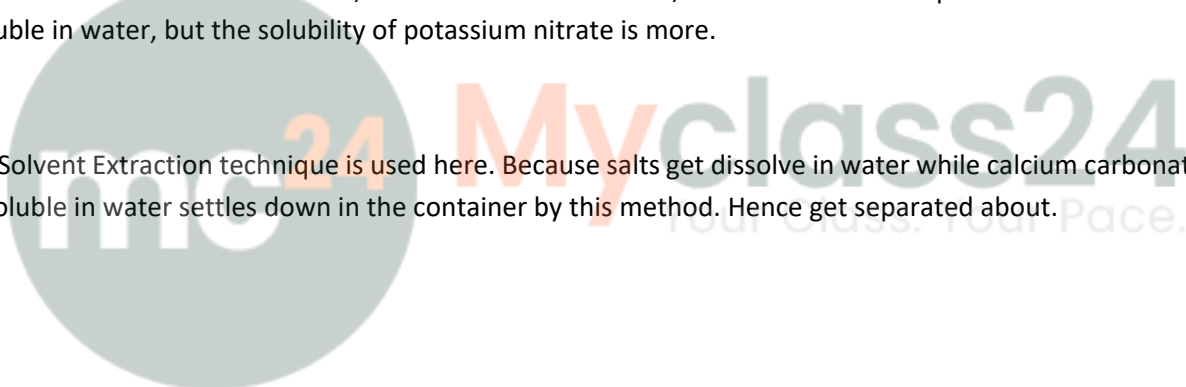 uble in water, but the solubility of potassium nitrate is more.
mc24 Myclass24
Solvent Extraction technique is used here. Because salts get dissolve in water while calcium carbonat
oluble in water settles down in the container by this method. Hence get separated about.
Your Class. Your Pace.